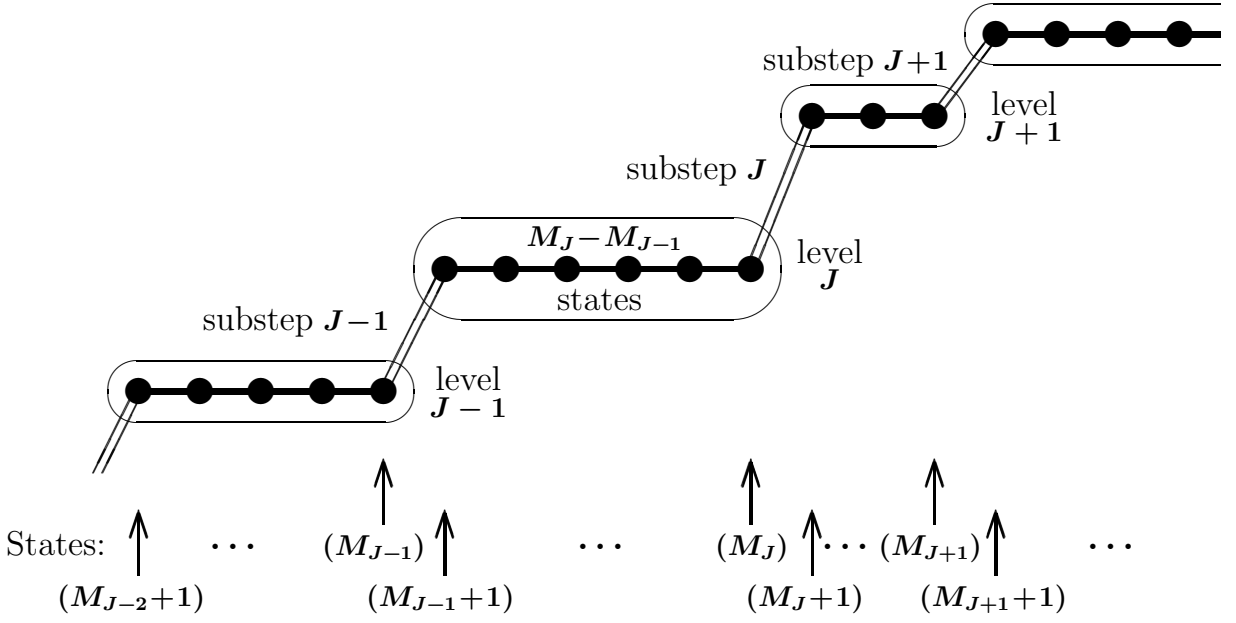 substep J+1
level
J + 1
substep J
M_J − M_{J−1}
states
level
J
substep J−1
level
J − 1
States: · · · (M_{J−1}) · · · (M_J) · · · (M_{J+1}) · · ·
(M_{J−2}+1) (M_{J−1}+1) (M_J+1) (M_{J+1}+1)